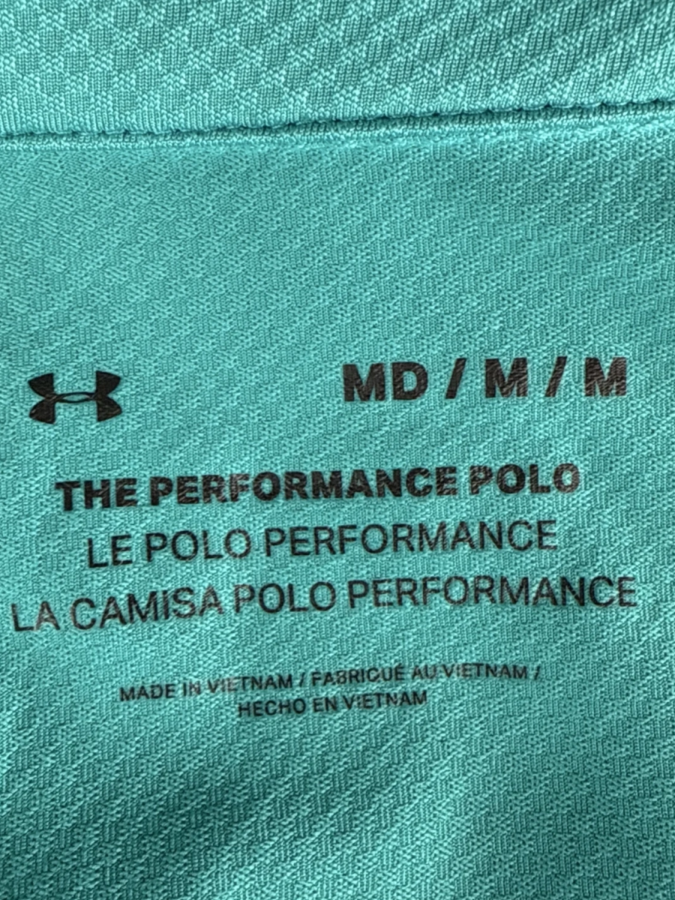 MD / M / M
THE PERFORMANCE POLO
LE POLO PERFORMANCE
LA CAMISA POLO PERFORMANCE
MADE IN VIETNAM / FABRIQUÉ AU VIETNAM /
HECHO EN VIETNAM